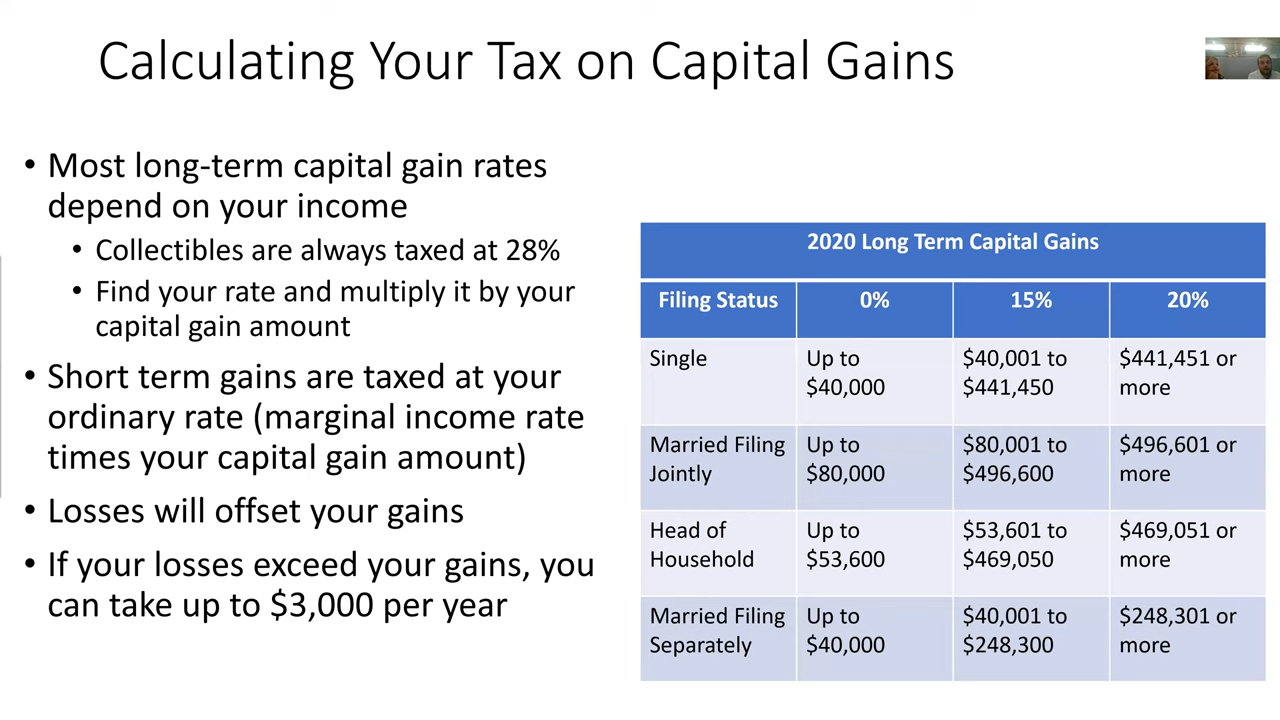 Calculating Your Tax on Capital Gains
• Most long-term capital gain rates
depend on your income
• Collectibles are always taxed at 28%
• Find your rate and multiply it by your
capital gain amount
• Short term gains are taxed at your
ordinary rate (marginal income rate
times your capital gain amount)
• Losses will offset your gains
• If your losses exceed your gains, you
can take up to $3,000 per year
2020 Long Term Capital Gains
Filing Status 0% 15% 20%
Single Up to $40,001 to $441,451 or
$40,000 $441,450 more
Married Filing Up to $80,001 to $496,601 or
Jointly $80,000 $496,600 more
Head of Up to $53,601 to $469,051 or
Household $53,600 $469,050 more
Married Filing Up to $40,001 to $248,301 or
Separately $40,000 $248,300 more